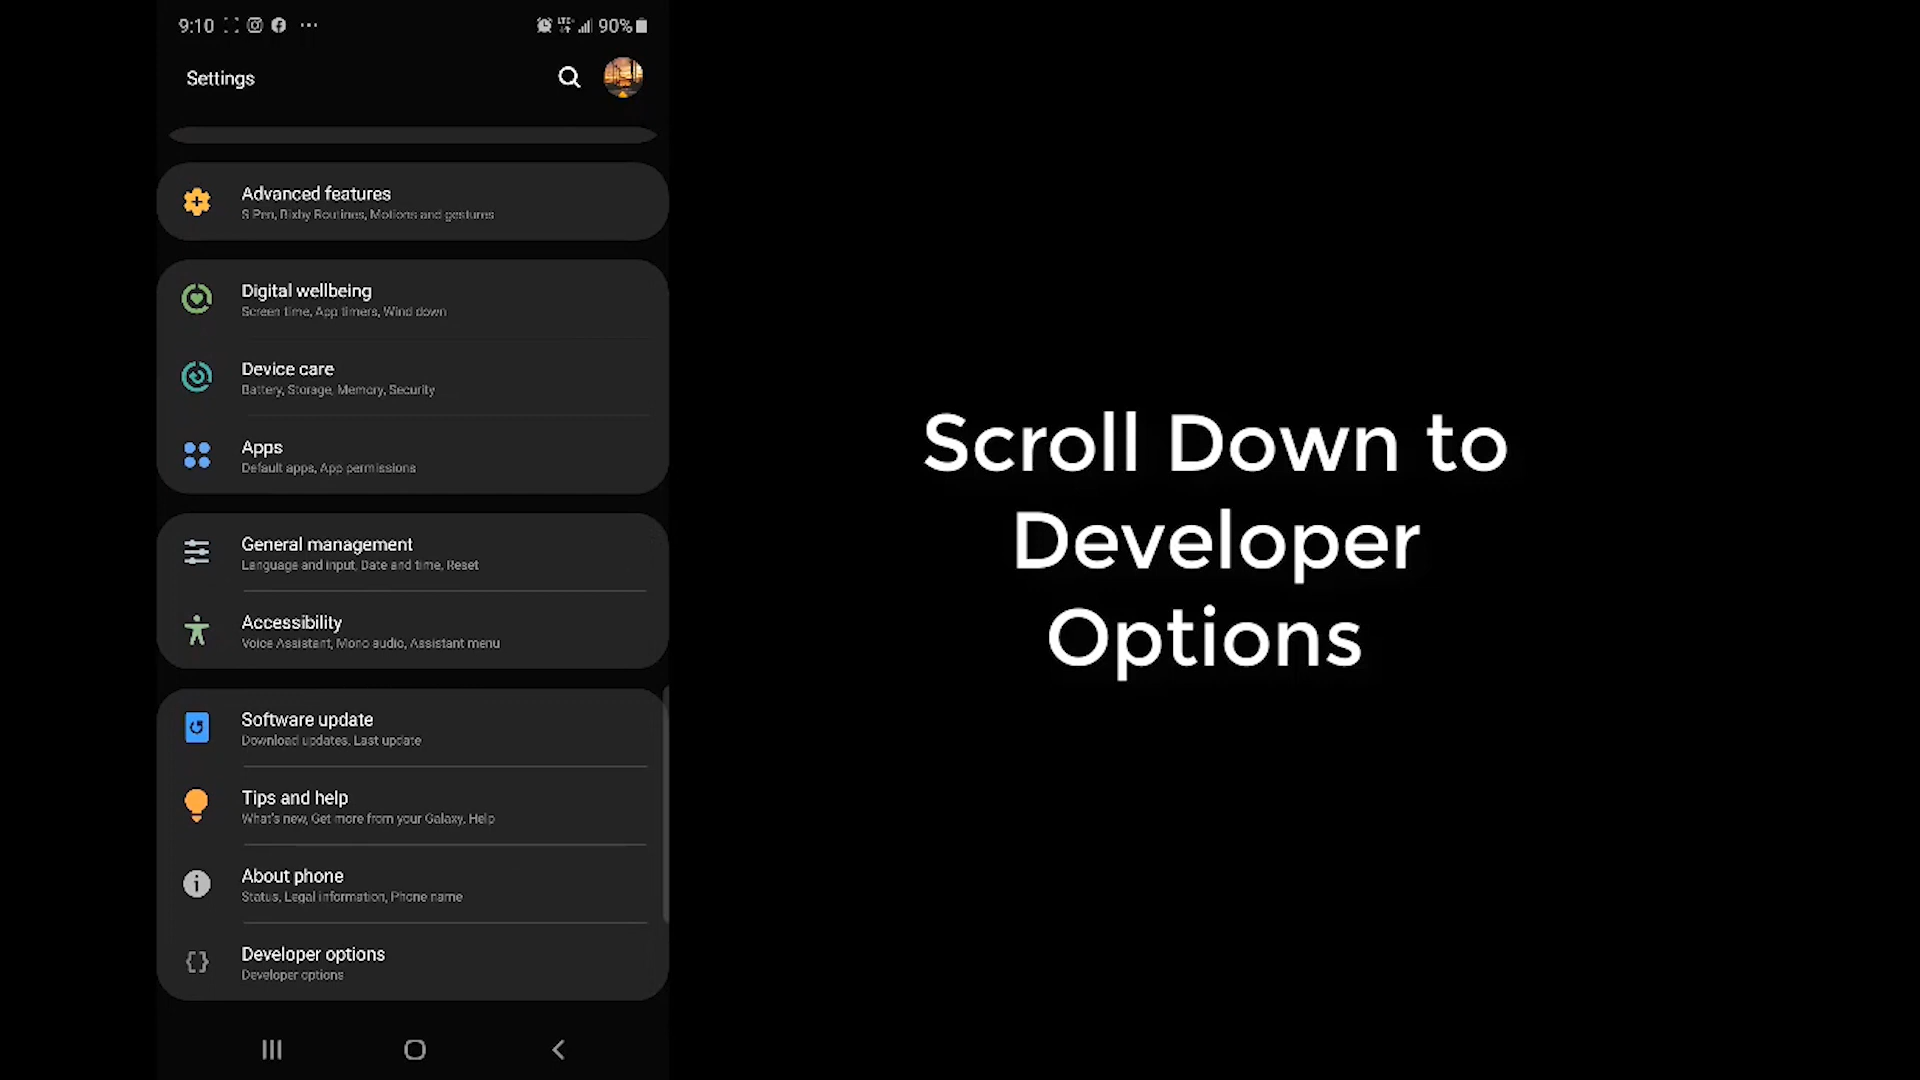 9:10
90%
Settings
Advanced features
S Pen, Bixby Routines, Motions and gestures
Digital wellbeing
Screen time, App timers, Wind down
Device care
Battery, Storage, Memory, Security
Apps
Default apps, App permissions
General management
Language and input, Date and time, Reset
Accessibility
Voice Assistant, Mono audio, Assistant menu
Software update
Download updates, Last update
Tips and help
What's new, Get more from your Galaxy, Help
About phone
Status, Legal information, Phone name
Developer options
Developer options
Scroll Down to
Developer
Options